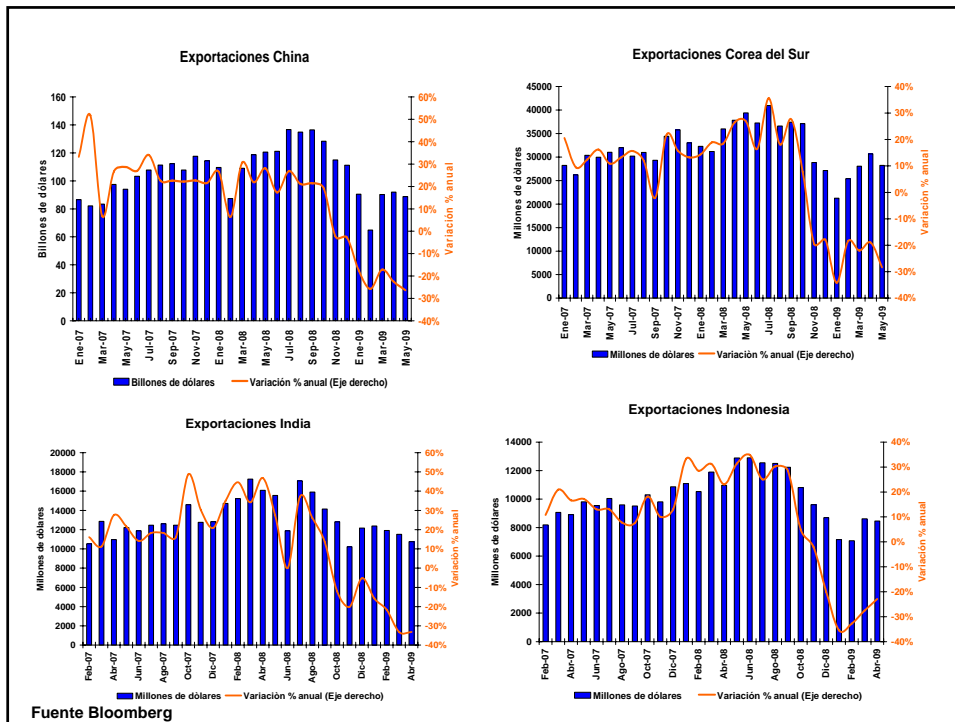 Exportaciones China
Billones de dólares
160
140
120
100
80
60
40
20
0
60%
50%
40%
30%
20%
10%
0%
-10%
-20%
-30%
-40%
Variación % anual
Ene-07
Mar-07
May-07
Jul-07
Sep-07
Nov-07
Ene-08
Mar-08
May-08
Jul-08
Sep-08
Nov-08
Ene-09
Mar-09
May-09
Billones de dólares
Variación % anual (Eje derecho)
Exportaciones Corea del Sur
Millones de dòlares
45000
40000
35000
30000
25000
20000
15000
10000
5000
0
40%
30%
20%
10%
0%
-10%
-20%
-30%
-40%
Variación % anual
Ene-07
Mar-07
May-07
Jul-07
Sep-07
Nov-07
Ene-08
Mar-08
May-08
Jul-08
Sep-08
Nov-08
Ene-09
Mar-09
May-09
Millones de dólares
Variaciòn % anual (Eje derecho)
Exportaciones India
Millones de dòlares
20000
18000
16000
14000
12000
10000
8000
6000
4000
2000
0
60%
50%
40%
30%
20%
10%
0%
-10%
-20%
-30%
-40%
Variaciòn % anual
Feb-07
Abr-07
Jun-07
Ago-07
Oct-07
Dic-07
Feb-08
Abr-08
Jun-08
Ago-08
Oct-08
Dic-08
Feb-09
Abr-09
Millones de dòlares
Variaciòn % anual (Eje derecho)
Exportaciones Indonesia
Millones de dòlares
14000
12000
10000
8000
6000
4000
2000
0
40%
30%
20%
10%
0%
-10%
-20%
-30%
-40%
Variaciòn % anual
Feb-07
Abr-07
Jun-07
Ago-07
Oct-07
Dic-07
Feb-08
Abr-08
Jun-08
Ago-08
Oct-08
Dic-08
Feb-09
Abr-09
Millones de dòlares
Variaciòn % anual (Eje derecho)
Fuente Bloomberg